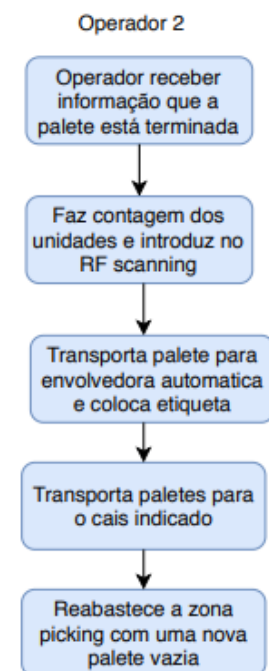 Operador 2
Operador receber
informação que a
palete está terminada
Faz contagem dos
unidades e introduz no
RF scanning
Transporta palete para
envolvedora automatica
e coloca etiqueta
Transporta paletes para
o cais indicado
Reabastece a zona
picking com uma nova
palete vazia